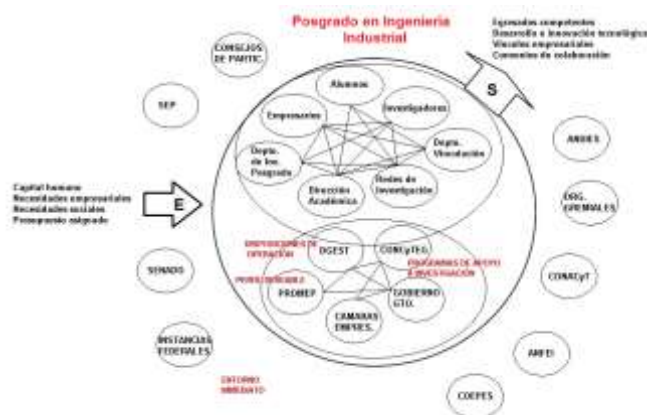 Posgrado en Ingeniería
Industrial
Egresados competentes
Desarrollo e innovación tecnológica
Vínculos empresariales
Convenios de colaboración
CONSEJOS
DE PARTIC.
S
SEP
Alumnos
Empresarios
Investigadores
Depto.
de Inv.
Posgrado
Depto.
Vinculación
Dirección
Académica
Redes de
Investigación
ANUIES
ORG.
GREMIALES
Capital humano
Necesidades empresariales
Necesidades sociales
Presupuesto asignado
E
DISPOSICIONES DE
OPERACIÓN
DGEST
CONCyTEG
PROGRAMAS DE APOYO
A INVESTIGACIÓN
SENADO
CONACyT
PROMEP
GOBIERNO
GTO.
CAMARAS
EMPRES.
INSTANCIAS
FEDERALES
ANFEI
ENTORNO
INMEDIATO
COEPES